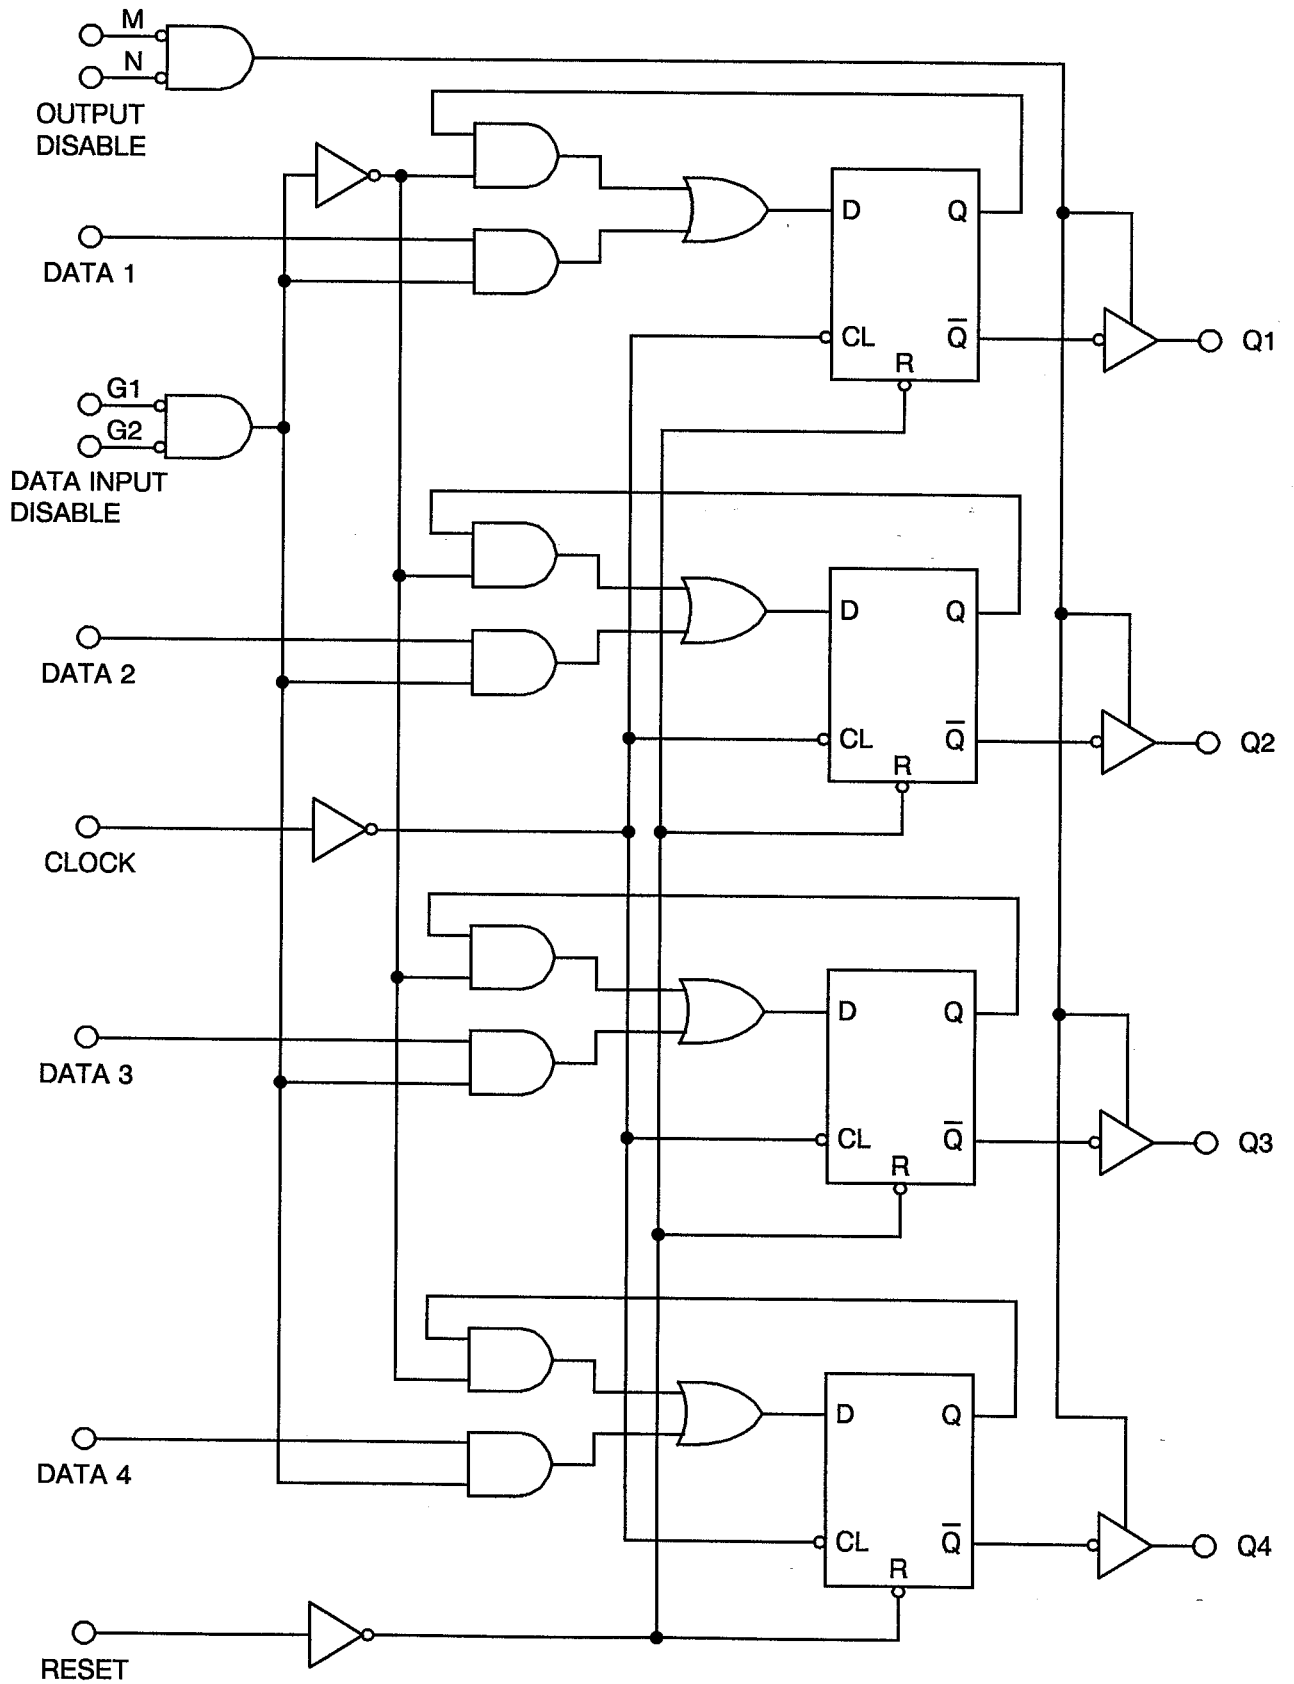 M
N
OUTPUT
DISABLE
DATA 1
D
Q
CL
Q̅
R
Q1
G1
G2
DATA INPUT
DISABLE
DATA 2
D
Q
CL
Q̅
R
Q2
CLOCK
DATA 3
D
Q
CL
Q̅
R
Q3
DATA 4
D
Q
CL
Q̅
R
Q4
RESET